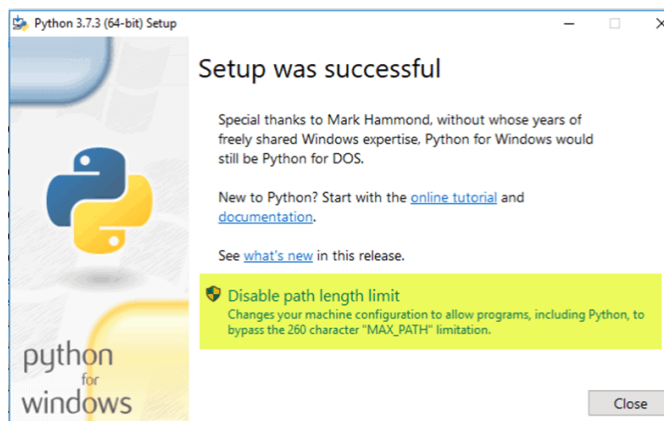 Python 3.7.3 (64-bit) Setup
Setup was successful
Special thanks to Mark Hammond, without whose years of
freely shared Windows expertise, Python for Windows would
still be Python for DOS.
New to Python? Start with the online tutorial and
documentation.
See what's new in this release.
Disable path length limit
Changes your machine configuration to allow programs, including Python, to
bypass the 260 character "MAX_PATH" limitation.
python
for
windows
Close